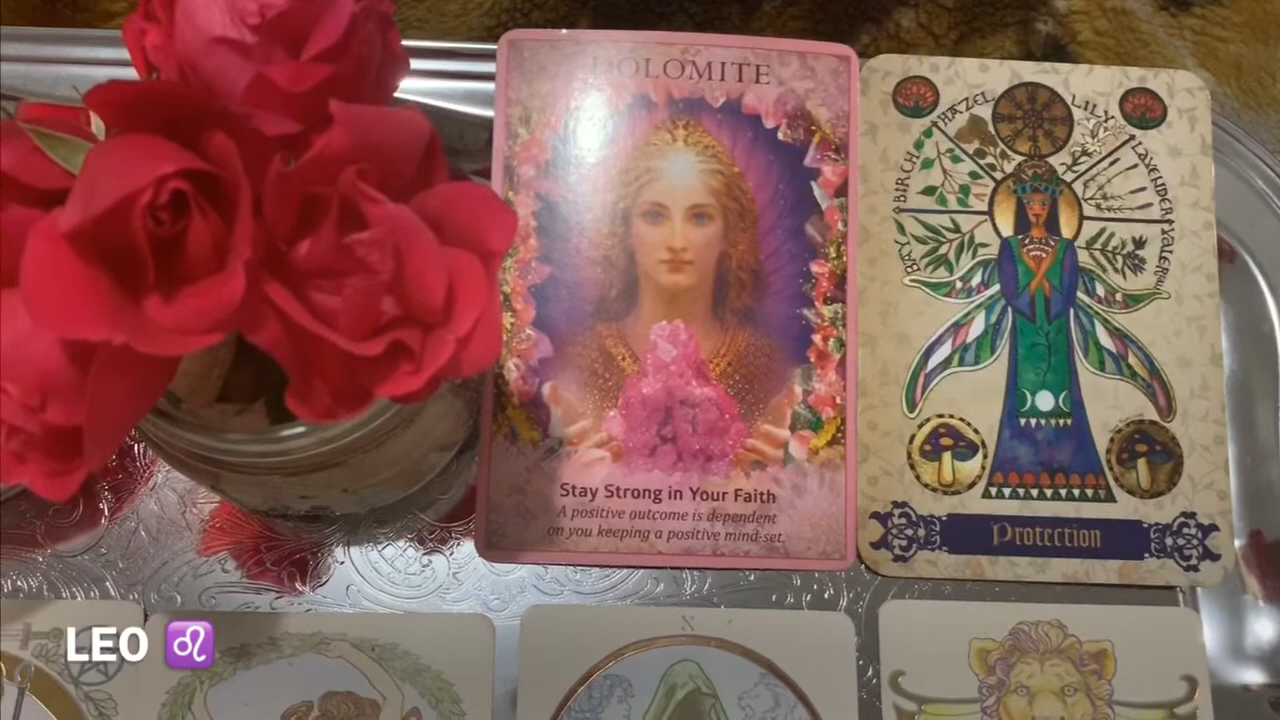 DOLOMITE
Stay Strong in Your Faith
A positive outcome is dependent
on you keeping a positive mind-set.
BAY
BIRCH
HAZEL
LILY
LAVENDER
Protection
LEO ♌